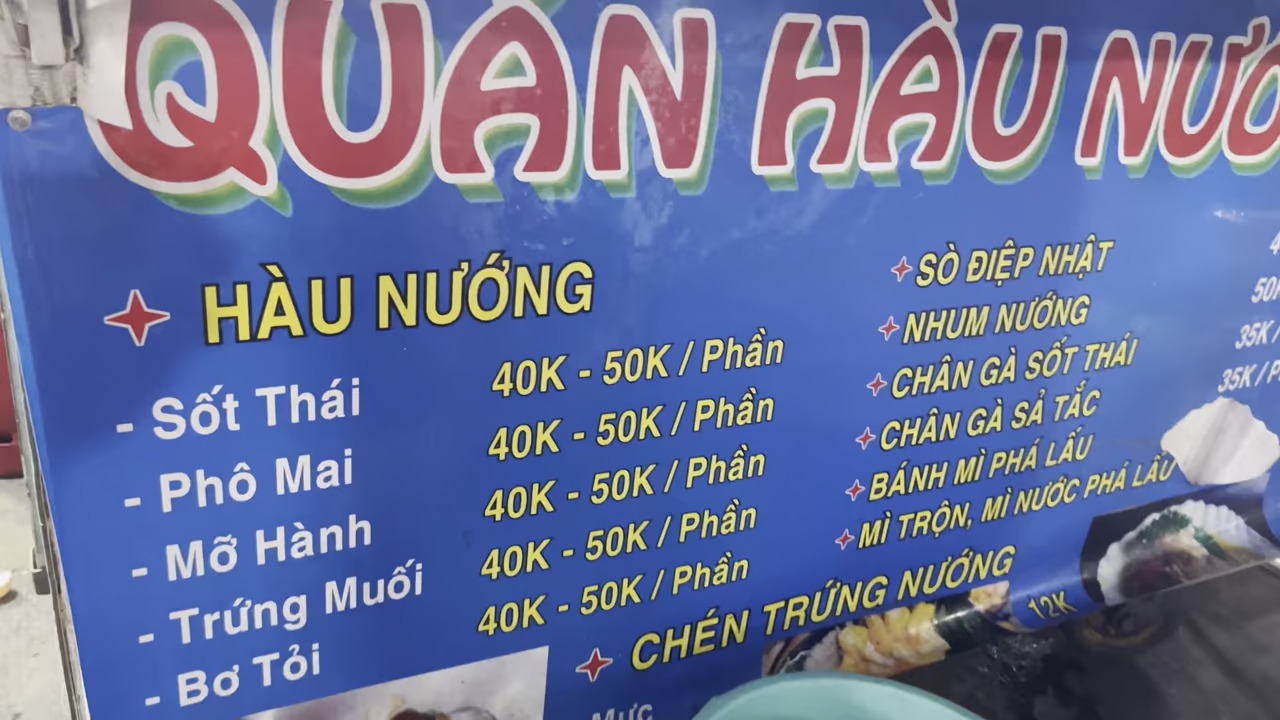 QUÁN HÀU NƯỚ
HÀU NƯỚNG
- Sốt Thái 40K - 50K / Phần
- Phô Mai 40K - 50K / Phần
- Mỡ Hành 40K - 50K / Phần
- Trứng Muối 40K - 50K / Phần
- Bơ Tỏi 40K - 50K / Phần
SÒ ĐIỆP NHẬT
NHUM NƯỚNG 50K
CHÂN GÀ SỐT THÁI 35K /
CHÂN GÀ SẢ TẮC 35K / P
BÁNH MÌ PHÁ LẤU
MÌ TRỘN, MÌ NƯỚC PHÁ LẤU
CHÉN TRỨNG NƯỚNG 12K
Mực